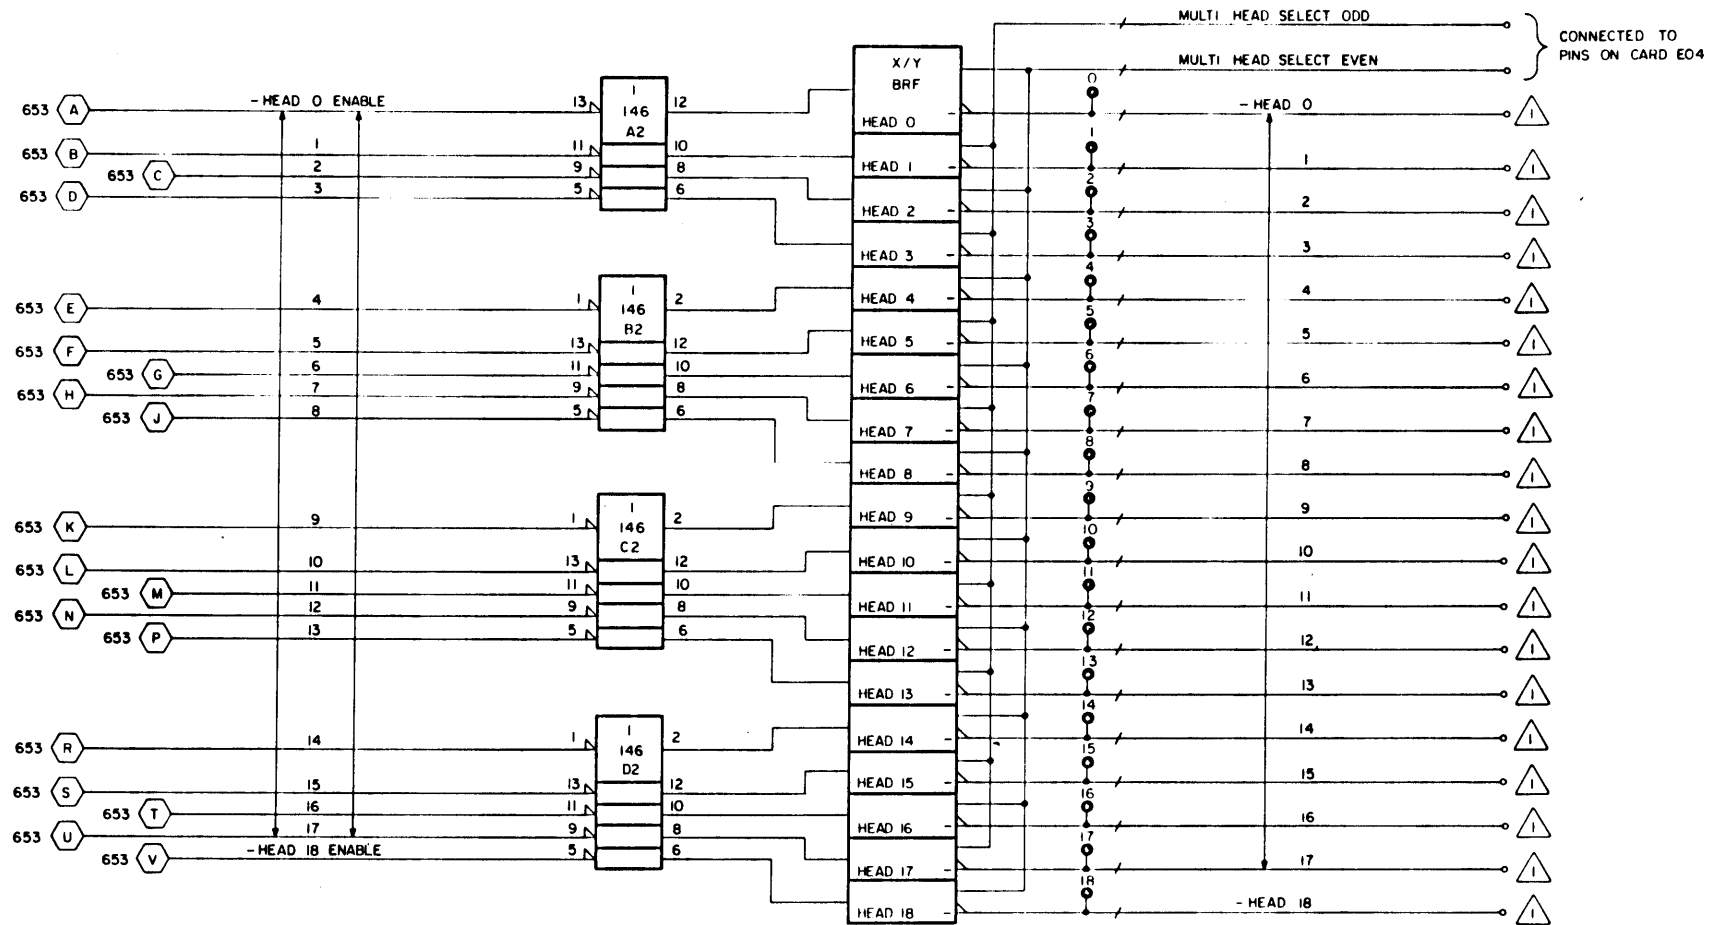 MULTI HEAD SELECT ODD
CONNECTED TO
PINS ON CARD E04
MULTI HEAD SELECT EVEN
X/Y
BRF
653 A - HEAD 0 ENABLE 13 1 146 A2 12 HEAD 0 - 0 - HEAD 0 1
653 B 1 11 10 HEAD 1 - 1 1 1
653 C 2 9 8 HEAD 2 - 2 2 1
653 D 3 5 6 HEAD 3 - 3 3 1
653 E 4 1 1 146 B2 2 HEAD 4 - 4 4 1
653 F 5 13 12 HEAD 5 - 5 5 1
653 G 6 11 10 HEAD 6 - 6 6 1
653 H 7 9 8 HEAD 7 - 7 7 1
653 J 8 5 6 HEAD 8 - 8 8 1
653 K 9 1 1 146 C2 2 HEAD 9 - 9 9 1
653 L 10 13 12 HEAD 10 - 10 10 1
653 M 11 11 10 HEAD 11 - 11 11 1
653 N 12 9 8 HEAD 12 - 12 12 1
653 P 13 5 6 HEAD 13 - 13 13 1
653 R 14 1 1 146 D2 2 HEAD 14 - 14 14 1
653 S 15 13 12 HEAD 15 - 15 15 1
653 T 16 11 10 HEAD 16 - 16 16 1
653 U 17 9 8 HEAD 17 - 17 17 1
653 V - HEAD 18 ENABLE 5 6 HEAD 18 - 18 - HEAD 18 1